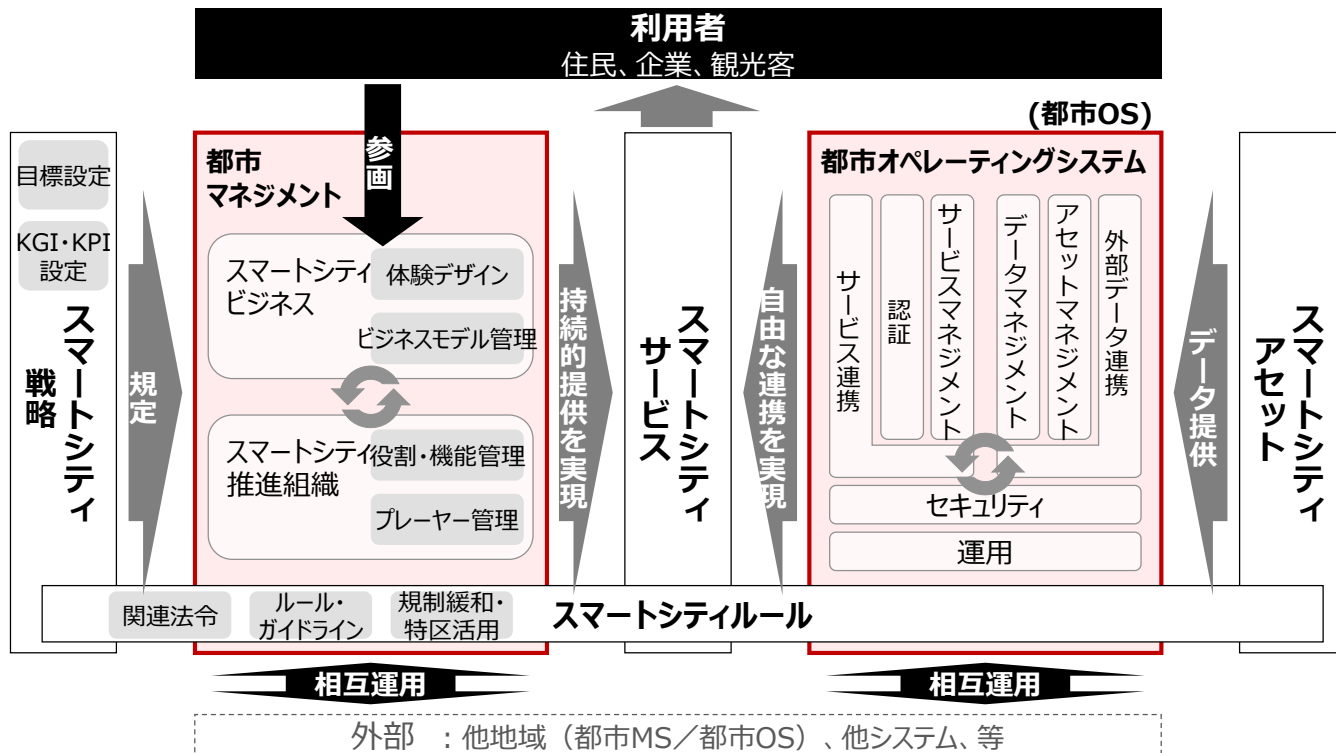 利用者
住民、企業、観光客
参画
(都市OS)
目標設定
KGI・KPI
設定
スマートシティ
戦略
規定
都市
マネジメント
スマートシティ
ビジネス
体験デザイン
ビジネスモデル管理
スマートシティ
推進組織
役割・機能管理
プレーヤー管理
持続的提供を実現
スマートシティ
サービス
自由な連携を実現
都市オペレーティングシステム
サービス連携
認証
サービスマネジメント
データマネジメント
アセットマネジメント
外部データ連携
セキュリティ
運用
データ提供
スマートシティ
アセット
関連法令
ルール・
ガイドライン
規制緩和・
特区活用
スマートシティルール
相互運用
相互運用
外部 ：他地域（都市MS／都市OS）、他システム、等